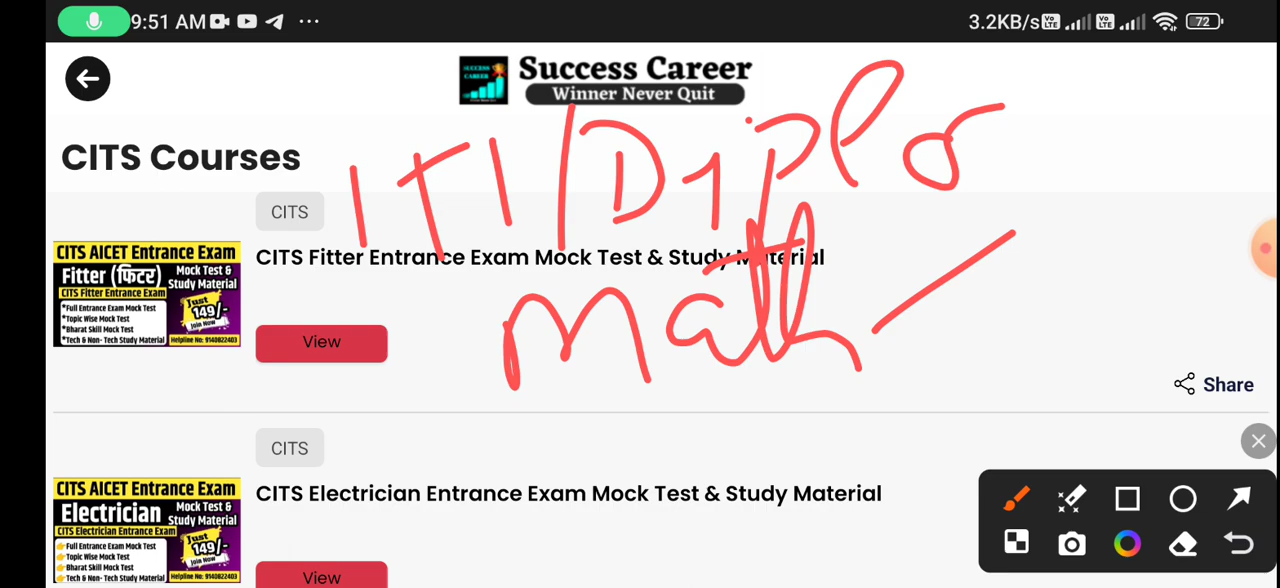 9:51 AM ... 3.2KB/s Vo LTE Vo LTE 72
SUCCESS CAREER
Success Career
Winner Never Quit
CITS Courses
ITI/Diplo
math
CITS
CITS Fitter Entrance Exam Mock Test & Study Material
View
Share
CITS AICET Entrance Exam
Fitter (फिटर)
Mock Test &
Study Material
CITS Fitter Entrance Exam
*Full Entrance Exam Mock Test
*Topic Wise Mock Test
*Bharat Skill Mock Test
*Tech & Non- Tech Study Material
Just
149/-
Join Now
Helpline No: 9140822403
CITS
CITS Electrician Entrance Exam Mock Test & Study Material
View
CITS AICET Entrance Exam
Electrician
Mock Test &
Study Material
CITS Electrician Entrance Exam
Full Entrance Exam Mock Test
Topic Wise Mock Test
Bharat Skill Mock Test
Tech & Non- Tech Study Material
Just
149/-
Join Now
Helpline No: 9140822403